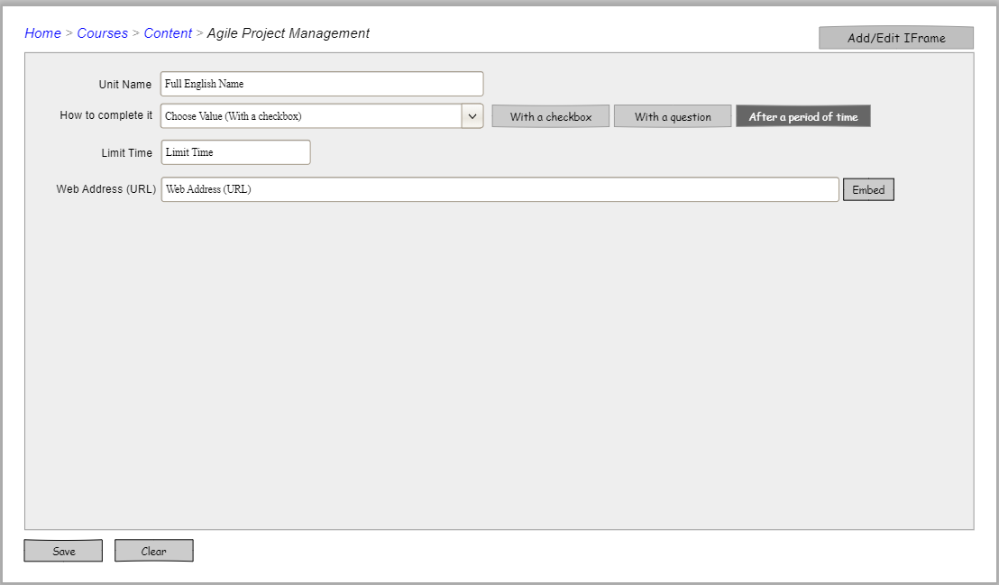 Home > Courses > Content > Agile Project Management
Add/Edit IFrame
Unit Name Full English Name
How to complete it Choose Value (With a checkbox) With a checkbox With a question After a period of time
Limit Time Limit Time
Web Address (URL) Web Address (URL) Embed
Save Clear